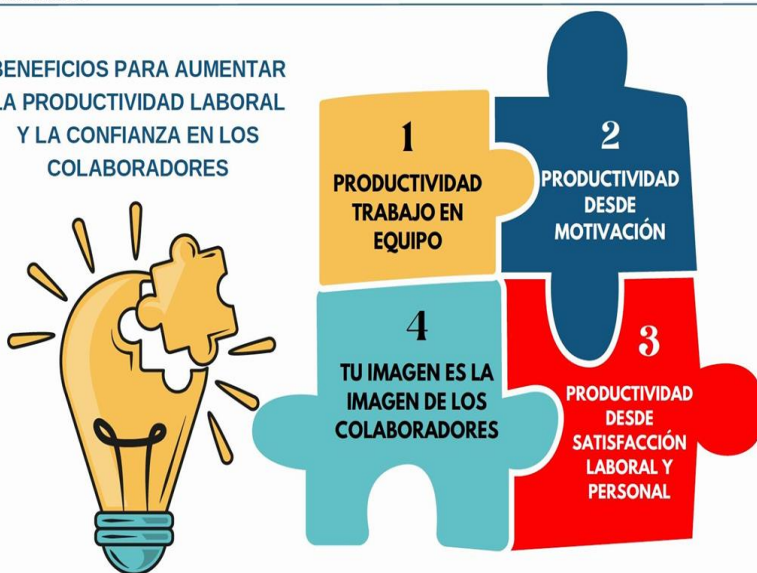 BENEFICIOS PARA AUMENTAR
LA PRODUCTIVIDAD LABORAL
Y LA CONFIANZA EN LOS
COLABORADORES
1
PRODUCTIVIDAD
TRABAJO EN
EQUIPO
2
PRODUCTIVIDAD
DESDE
MOTIVACIÓN
3
PRODUCTIVIDAD
DESDE
SATISFACCIÓN
LABORAL Y
PERSONAL
4
TU IMAGEN ES LA
IMAGEN DE LOS
COLABORADORES